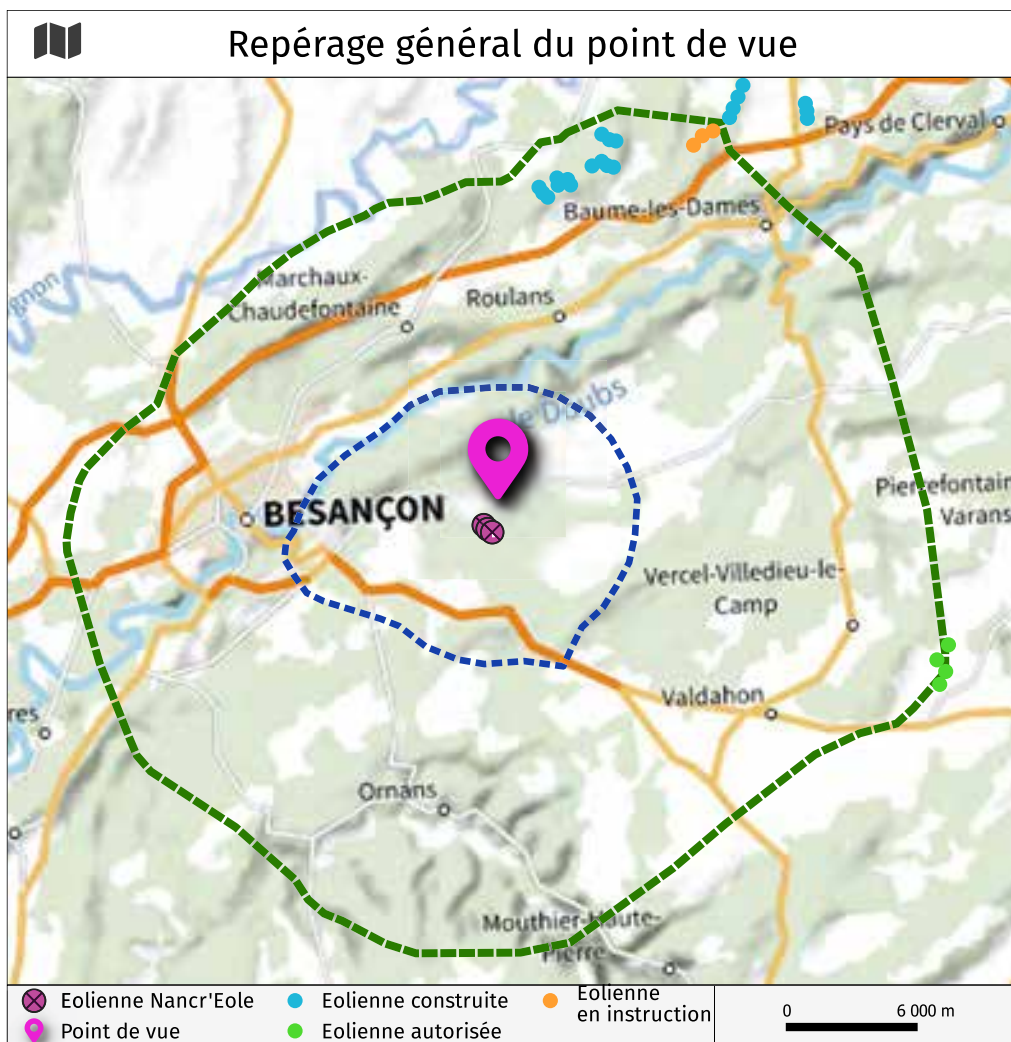 Repérage général du point de vue
Pays de Clerval
Baume-les-Dames
Marchaux-
Chaudefontaine
Roulans
le Doubs
BESANÇON
Varans
Vercel-Villedieu-le-
Camp
Valdahon
res
Ornans
Mouthier-Haute-
Pierre
Eolienne Nancr'Eole
Eolienne construite
Eolienne
en instruction
Point de vue
Eolienne autorisée
0
6 000 m